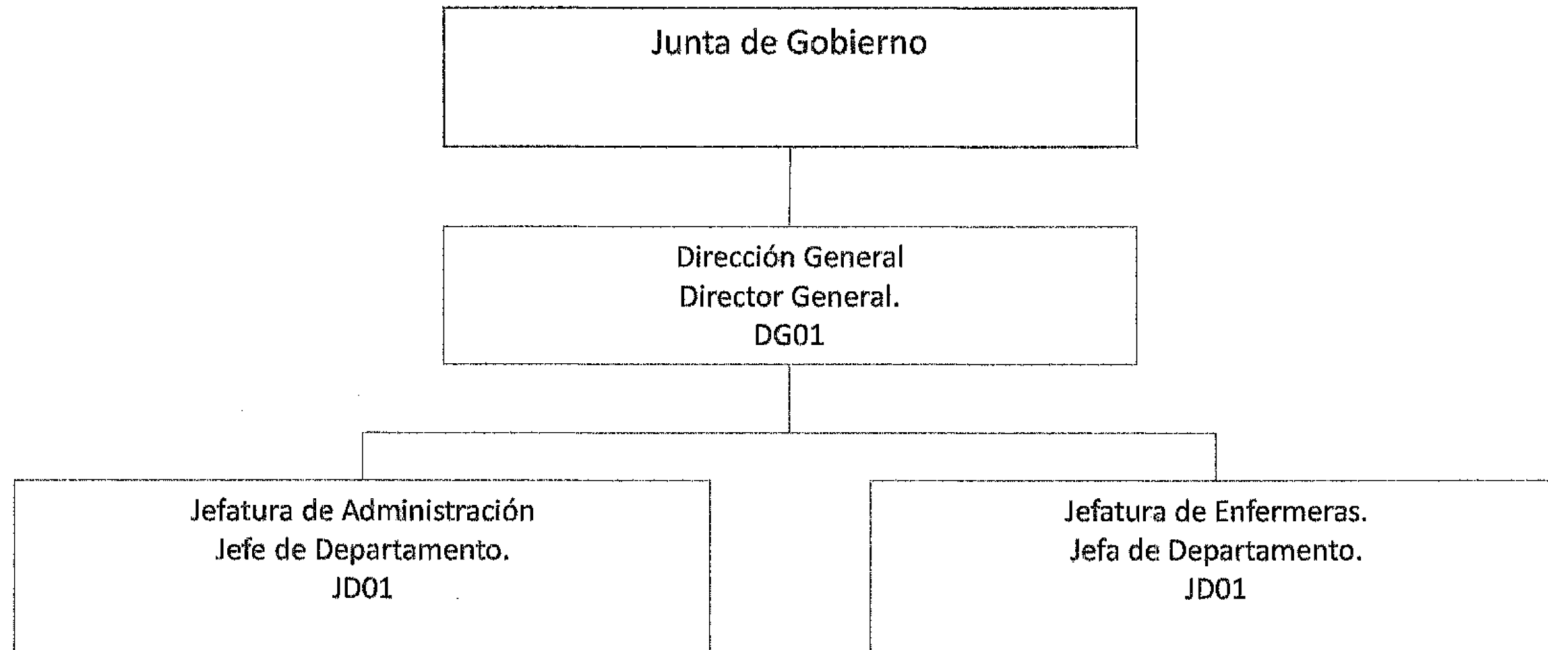 Junta de Gobierno
Dirección General
Director General.
DG01
Jefatura de Administración
Jefe de Departamento.
JD01
Jefatura de Enfermeras.
Jefa de Departamento.
JD01